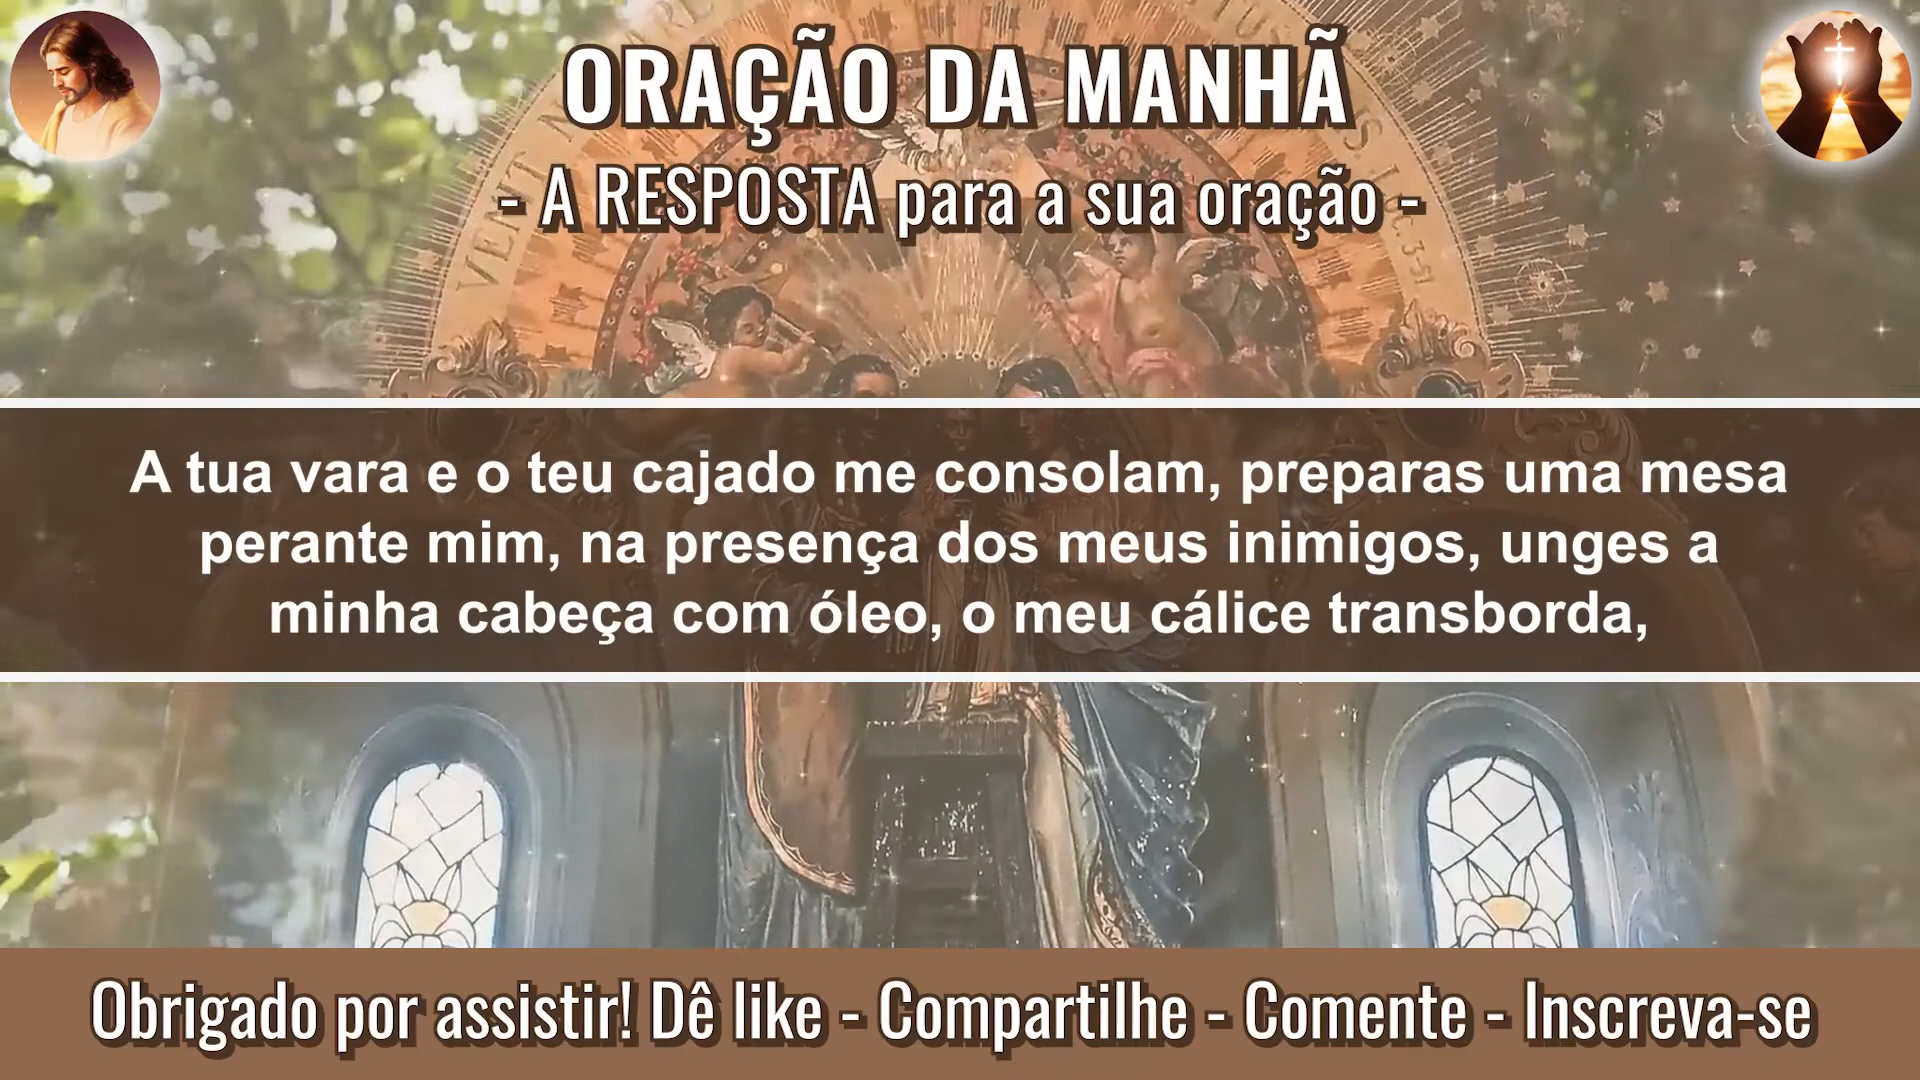 ORAÇÃO DA MANHÃ
- A RESPOSTA para a sua oração -
VENT
A tua vara e o teu cajado me consolam, preparas uma mesa
perante mim, na presença dos meus inimigos, unges a
minha cabeça com óleo, o meu cálice transborda,
Obrigado por assistir! Dê like - Compartilhe - Comente - Inscreva-se